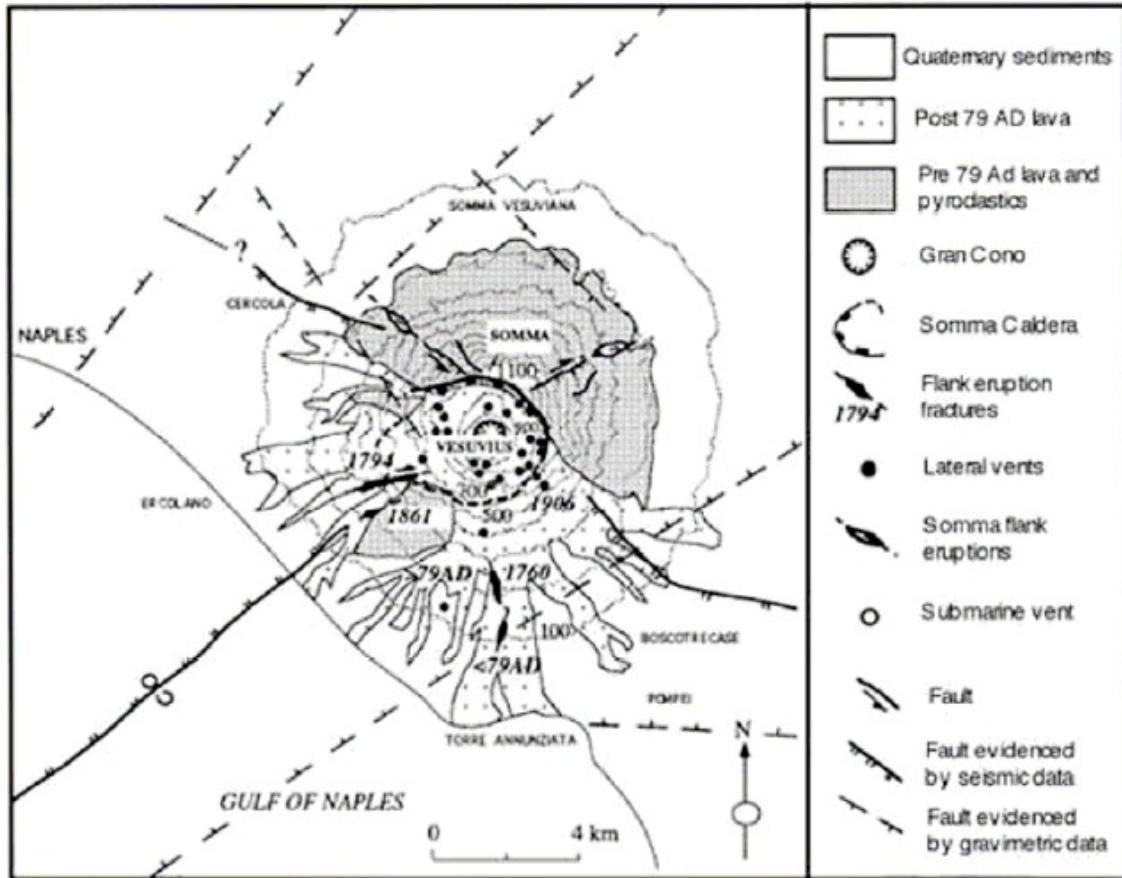 SOMMA VESUVIANA
?
CERCOLA
NAPLES
SOMMA
1100
900
VESUVIUS
1794
700
1906
ERCOLANO
1861
500
79AD
1760
100
BOSCOTRECASE
<79AD
POMPEI
N
TORRE ANNUNZIATA
GULF OF NAPLES
0 4 km
Quaternary sediments
Post 79 AD lava
Pre 79 Ad lava and
pyroclastics
Gran Cono
Somma Caldera
Flank eruption
fractures
1794
Lateral vents
Somma flank
eruptions
Submarine vent
Fault
Fault evidenced
by seismic data
Fault evidenced
by gravimetric data